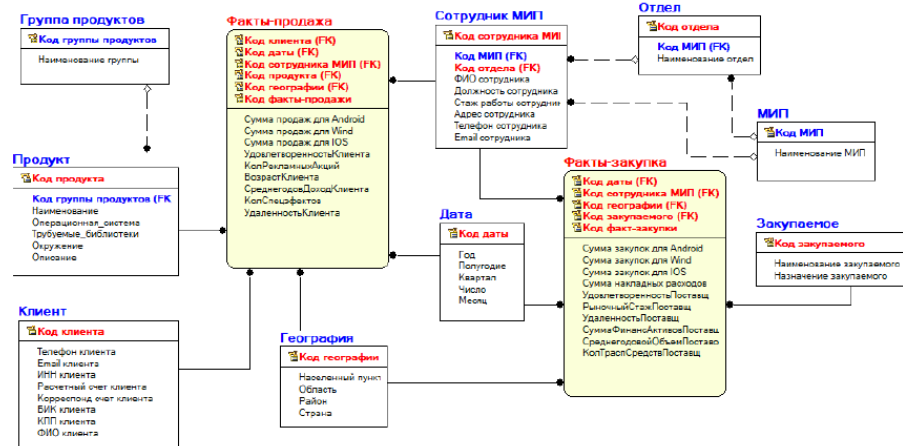 Группа продуктов
Код группы продуктов
Наименование группы
Факты-продажа
Код клиента (FK)
Код даты (FK)
Код сотрудника МИП (FK)
Код продукта (FK)
Код географии (FK)
Код факты-продажи
Сумма продаж для Android
Сумма продаж для Wind
Сумма продаж для IOS
УдовлетворенностьКлиента
КолРекламныхАкций
ВозрастКлиента
СреднегодовДоходКлиента
КолСпецэфектов
УдаленностьКлиента
Сотрудник МИП
Код сотрудника МИ
Код МИП (FK)
Код отдела (FK)
ФИО сотрудника
Должность сотрудника
Стаж работы сотрудни
Адрес сотрудника
Телефон сотрудника
Email сотрудника
Отдел
Код отдела
Код МИП (FK)
Наименование отдел
МИП
Код МИП
Наименование МИП
Продукт
Код продукта
Код группы продуктов (FK
Наименование
Операционная_система
Трубуемые_библиотеки
Окружение
Описание
Факты-закупка
Код даты (FK)
Код сотрудника МИП (FK)
Код географии (FK)
Код закупаемого (FK)
Код факт-закупки
Сумма закупок для Android
Сумма закупок для Wind
Сумма закупок для IOS
Сумма накладных расходов
УдовлетворенностьПоставщ
РыночныйСтажПоставщ
УдаленностьПоставщ
СуммаФинансАктивовПоставщ
СреднегодовойОбъемПоставо
КолТраспСредствПоставщ
Дата
Код даты
Год
Полугодие
Квартал
Число
Месяц
Закупаемое
Код закупаемого
Наименование закупаемого
Назначение закупаемого
Клиент
Код клиента
Телефон клиента
Email клиента
ИНН клиента
Расчетный счет клиента
Корреспонд счет клиента
БИК клиента
КПП клиента
ФИО клиента
География
Код географии
Населенный пункт
Область
Район
Страна